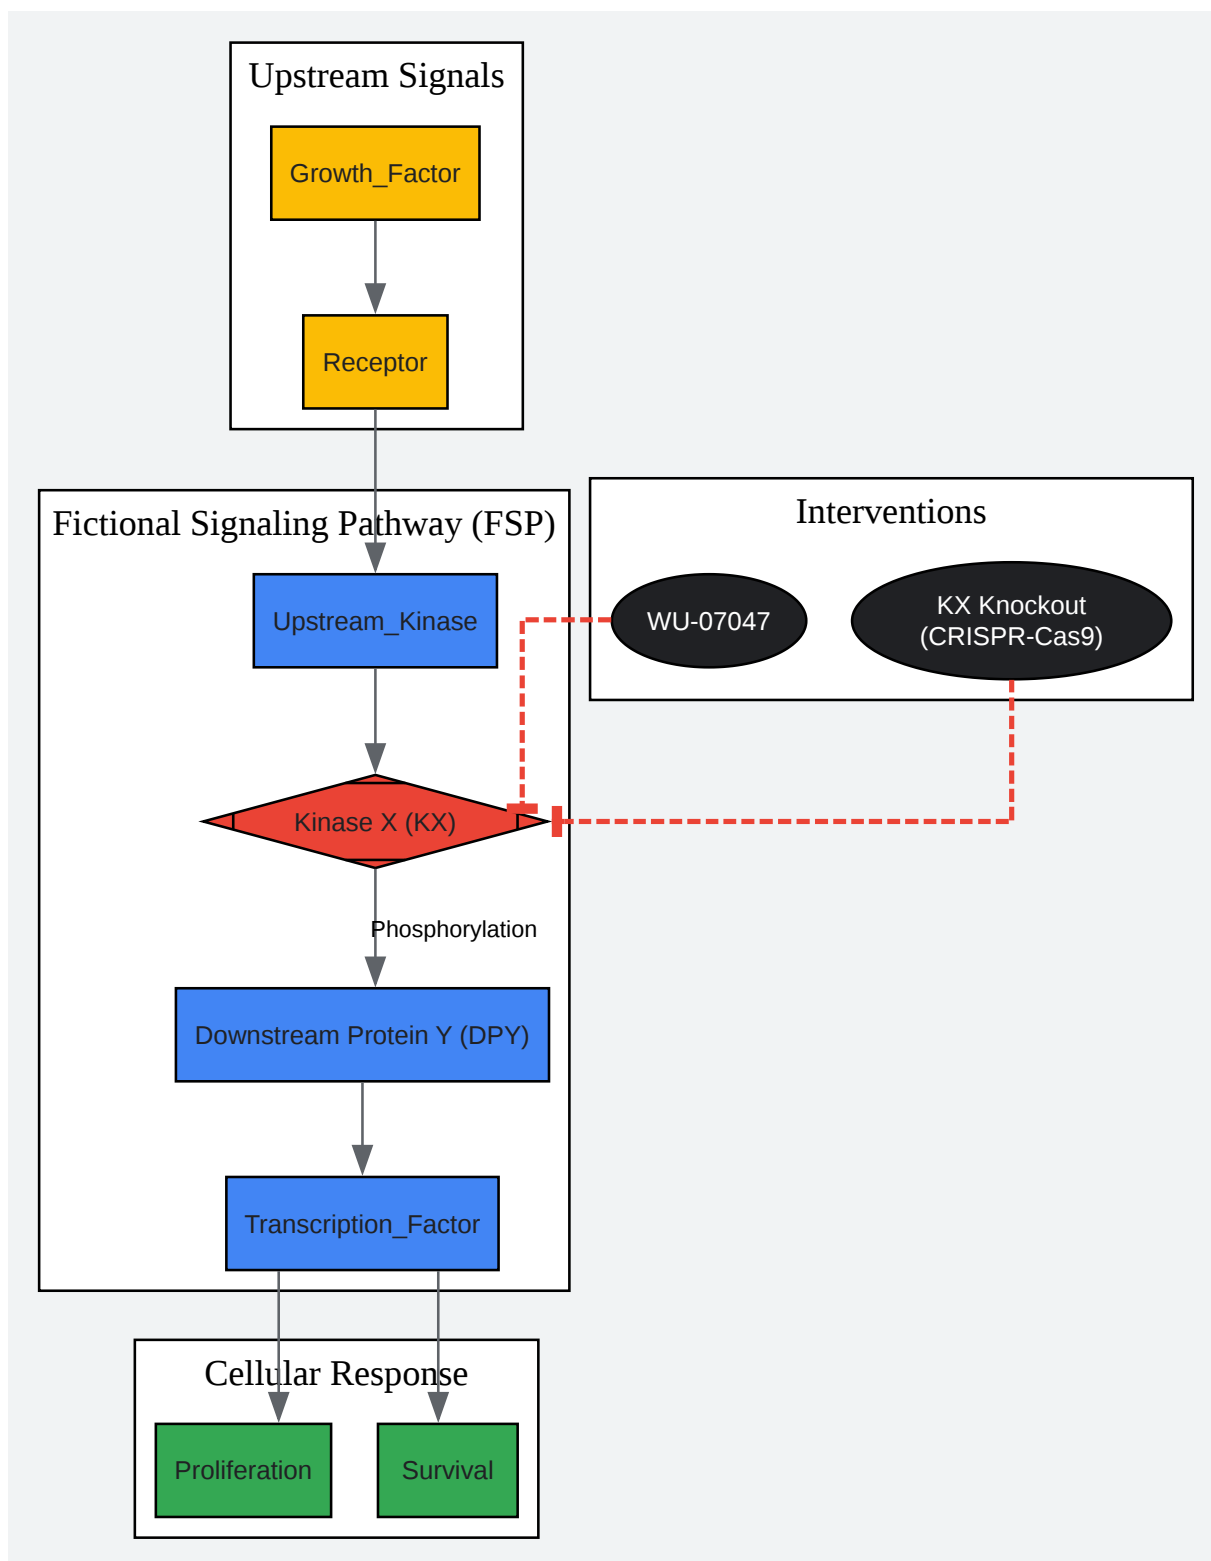 Upstream Signals
Growth_Factor
Receptor
Fictional Signaling Pathway (FSP)
Upstream_Kinase
Kinase X (KX)
Phosphorylation
Downstream Protein Y (DPY)
Transcription_Factor
Interventions
WU-07047
KX Knockout
(CRISPR-Cas9)
Cellular Response
Proliferation
Survival